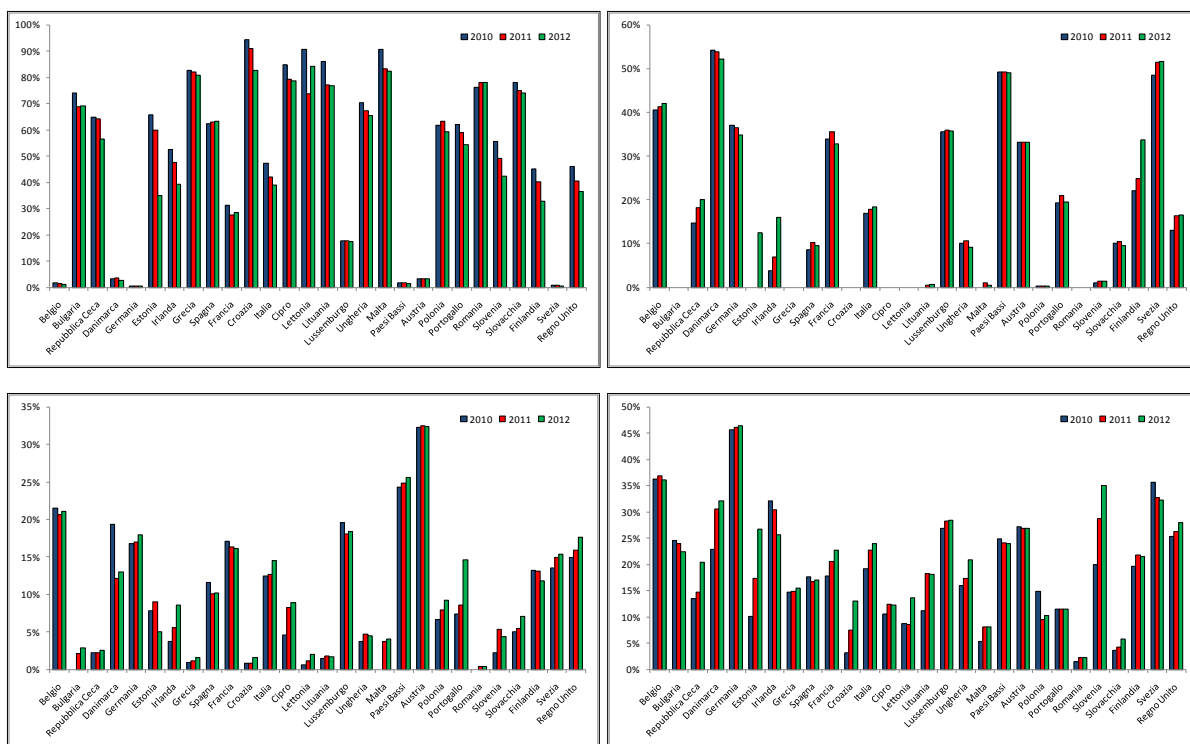 100%
90%
80%
70%
60%
50%
40%
30%
20%
10%
0%
2010 2011 2012
Belgio
Bulgaria
Repubblica Ceca
Danimarca
Germania
Estonia
Irlanda
Grecia
Spagna
Francia
Croazia
Italia
Cipro
Lettonia
Lituania
Lussemburgo
Ungheria
Malta
Paesi Bassi
Austria
Polonia
Portogallo
Romania
Slovenia
Slovacchia
Finlandia
Svezia
Regno Unito
60%
50%
40%
30%
20%
10%
0%
2010 2011 2012
Belgio
Bulgaria
Repubblica Ceca
Danimarca
Germania
Estonia
Irlanda
Grecia
Spagna
Francia
Croazia
Italia
Cipro
Lettonia
Lituania
Lussemburgo
Ungheria
Malta
Paesi Bassi
Austria
Polonia
Portogallo
Romania
Slovenia
Slovacchia
Finlandia
Svezia
Regno Unito
35%
30%
25%
20%
15%
10%
5%
0%
2010 2011 2012
Belgio
Bulgaria
Repubblica Ceca
Danimarca
Germania
Estonia
Irlanda
Grecia
Spagna
Francia
Croazia
Italia
Cipro
Lettonia
Lituania
Lussemburgo
Ungheria
Malta
Paesi Bassi
Austria
Polonia
Portogallo
Romania
Slovenia
Slovacchia
Finlandia
Svezia
Regno Unito
50%
45%
40%
35%
30%
25%
20%
15%
10%
5%
0%
2010 2011 2012
Belgio
Bulgaria
Repubblica Ceca
Danimarca
Germania
Estonia
Irlanda
Grecia
Spagna
Francia
Croazia
Italia
Cipro
Lettonia
Lituania
Lussemburgo
Ungheria
Malta
Paesi Bassi
Austria
Polonia
Portogallo
Romania
Slovenia
Slovacchia
Finlandia
Svezia
Regno Unito